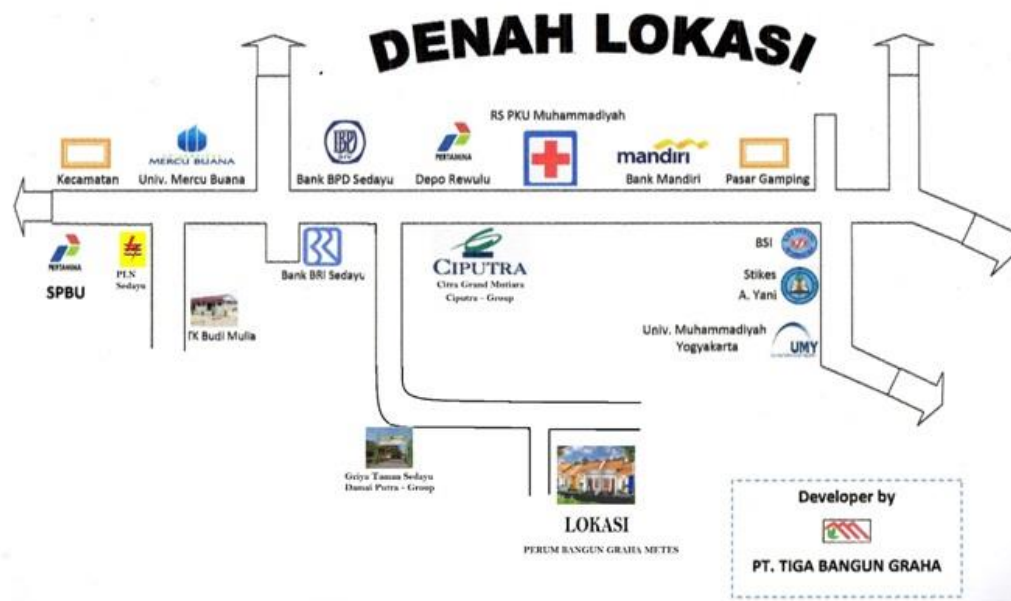 DENAH LOKASI
RS PKU Muhammadiyah
MERCU BUANA
BPD
DIY
PERTAMINA
mandiri
Kecamatan
Univ. Mercu Buana
Bank BPD Sedayu
Depo Rewulu
Bank Mandiri
Pasar Gamping
PERTAMINA
SPBU
PLN
Sedayu
Bank BRI Sedayu
CIPUTRA
Citra Grand Mutiara
Ciputra - Group
BSI
Stikes
A. Yani
TK Budi Mulia
Univ. Muhammadiyah
Yogyakarta
UMY
Griya Taman Sedayu
Damai Putra - Group
LOKASI
PERUM BANGUN GRAHA METES
Developer by
PT. TIGA BANGUN GRAHA